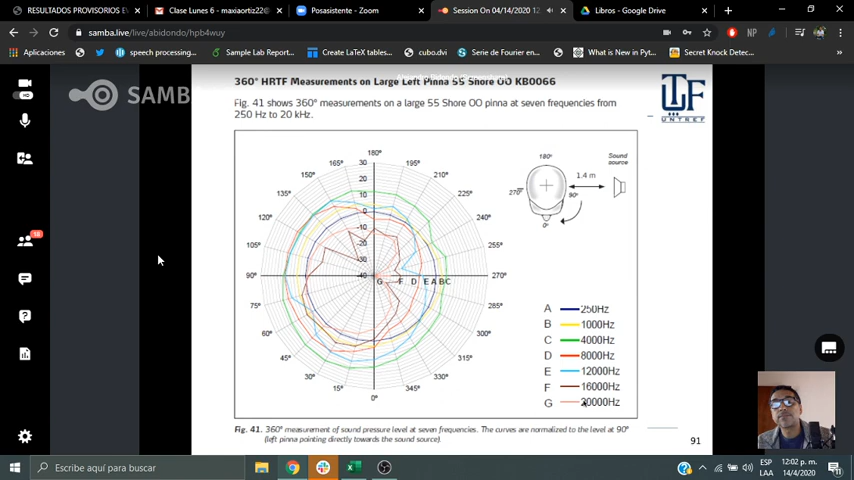 RESULTADOS PROVISORIOS E
Clase Lunes 6 - maxiaortiz22@
Posasistente - Zoom
Session On 04/14/2020 12
Libros - Google Drive
samba.live/live/abidondo/hpb4wuy
Aplicaciones
speech processing...
Sample Lab Report...
Create LaTeX tables...
cubo.dvi
Serie de Fourier en...
What is New in Pyt...
Secret Knock Detec...
SAMB
HD
18
360° HRTF Measurements on Large Left Pinna 55 Shore OO KB0066
Fig. 41 shows 360° measurements on a large 55 Shore OO pinna at seven frequencies from
250 Hz to 20 kHz.
UNTREF
180°
165°
195°
150°
210°
135°
225°
120°
240°
105°
255°
90°
270°
75°
285°
60°
300°
45°
315°
30°
330°
15°
345°
0°
30
20
10
0
-10
-20
-30
-40
G F D E A B C
180°
Sound
source
1.4 m
270°
90°
0°
A 250Hz
B 1000Hz
C 4000Hz
D 8000Hz
E 12000Hz
F 16000Hz
G 20000Hz
Fig. 41. 360° measurement of sound pressure level at seven frequencies. The curves are normalized to the level at 90°
(left pinna pointing directly towards the sound source).
91
Escribe aquí para buscar
ESP
LAA
12:02 p. m.
14/4/2020